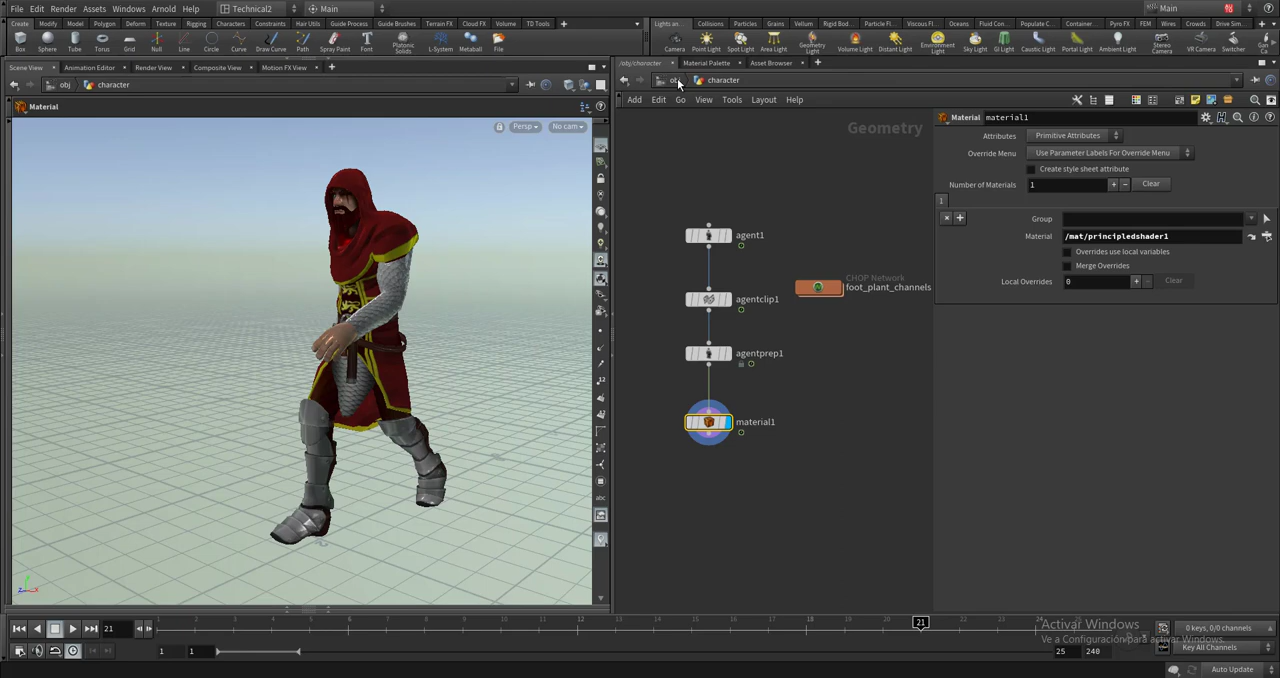 File Edit Render Assets Windows Arnold Help Technical2 Main Main
Create Modify Model Polygon Deform Texture Rigging Characters Constraints Hair Utils Guide Process Guide Brushes Terrain FX Cloud FX Volume TD Tools
Lights an... Collisions Particles Grains Vellum Rigid Bod... Particle Fl... Viscous Fl... Oceans Fluid Con... Populate C... Container... Pyro FX FEM Wires Crowds Drive Sim...
Box Sphere Tube Torus Grid Null Line Circle Curve Draw Curve Path Spray Paint Font Platonic Solids L-System Metaball File
Camera Point Light Spot Light Area Light Geometry Light Volume Light Distant Light Environment Light Sky Light GI Light Caustic Light Portal Light Ambient Light Stereo Camera VR Camera Switcher
Scene View Animation Editor Render View Composite View Motion FX View
/obj/character Material Palette Asset Browser
obj character
obj character
Material
Add Edit Go View Tools Layout Help
Persp No cam
Geometry
Material material1
Attributes Primitive Attributes
Override Menu Use Parameter Labels For Override Menu
Create style sheet attribute
Number of Materials 1 Clear
1
Group
Material /mat/principledshader1
Overrides use local variables
Merge Overrides
Local Overrides 0 Clear
agent1
CHOP Network
foot_plant_channels
agentclip1
agentprep1
material1
abc
21
21
Activar Windows
Ve a Configuración para activar Windows.
0 keys, 0/0 channels
Key All Channels
1 1 25 240
Auto Update